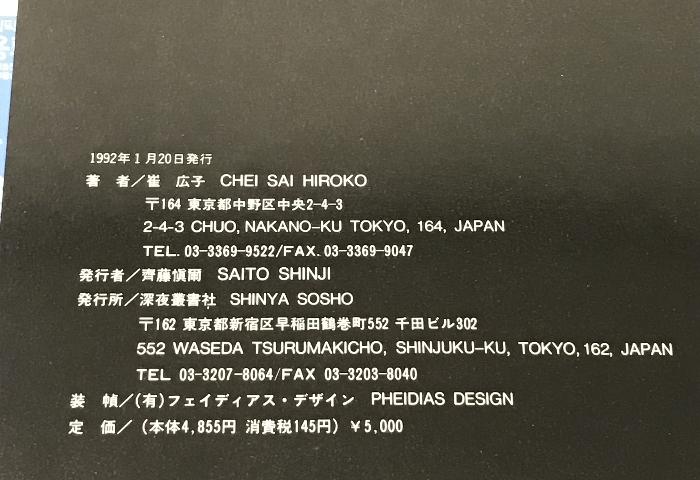 1992年1月20日発行
著　者／崔　広子　CHEI SAI HIROKO
〒164 東京都中野区中央2-4-3
2-4-3 CHUO, NAKANO-KU TOKYO, 164, JAPAN
TEL. 03-3369-9522/FAX. 03-3369-9047
発行者／齊藤愼爾　SAITO SHINJI
発行所／深夜叢書社　SHINYA SOSHO
〒162 東京都新宿区早稲田鶴巻町552 千田ビル302
552 WASEDA TSURUMAKICHO, SHINJUKU-KU, TOKYO, 162, JAPAN
TEL 03-3207-8064/FAX 03-3203-8040
装　幀／(有)フェイディアス・デザイン　PHEIDIAS DESIGN
定　価／（本体4,855円 消費税145円）￥5,000